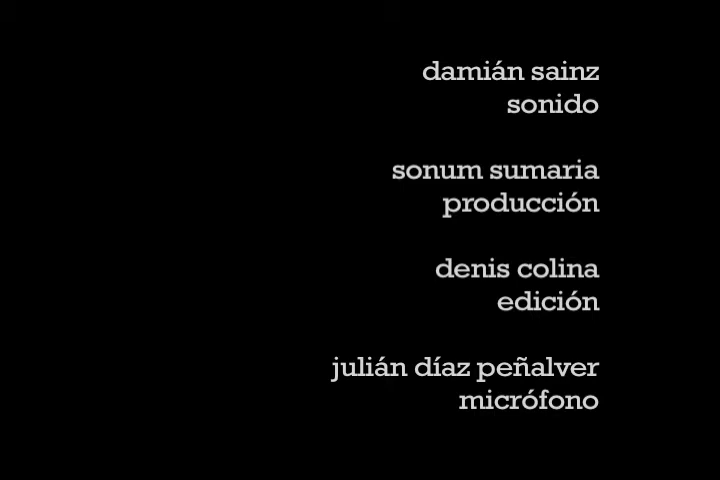 damián sainz
sonido
sonum sumaria
producción
denis colina
edición
julián díaz peñalver
micrófono